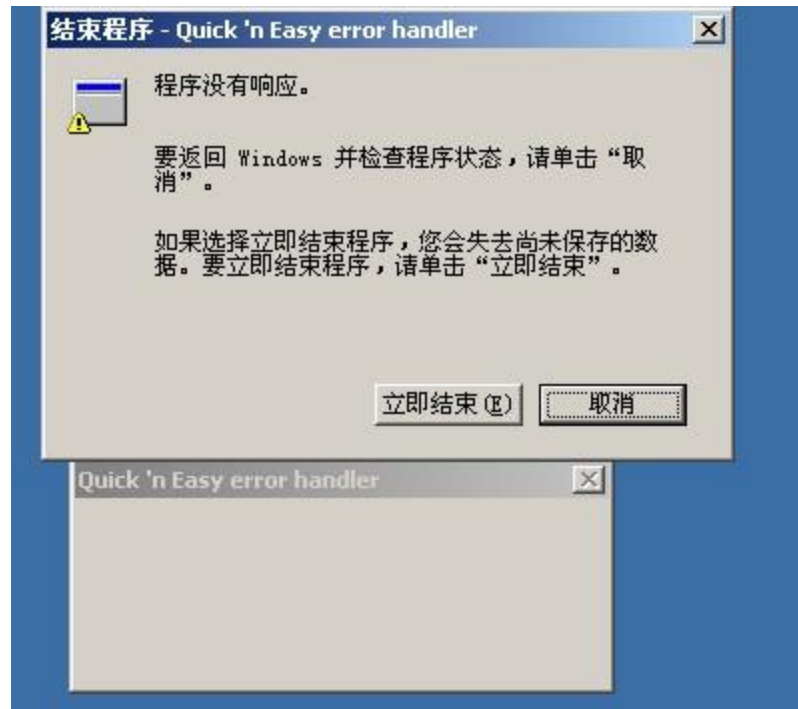 结束程序 - Quick 'n Easy error handler
程序没有响应。
要返回 Windows 并检查程序状态，请单击“取
消”。
如果选择立即结束程序，您会失去尚未保存的数
据。要立即结束程序，请单击“立即结束”。
立即结束(E)
取消
Quick 'n Easy error handler